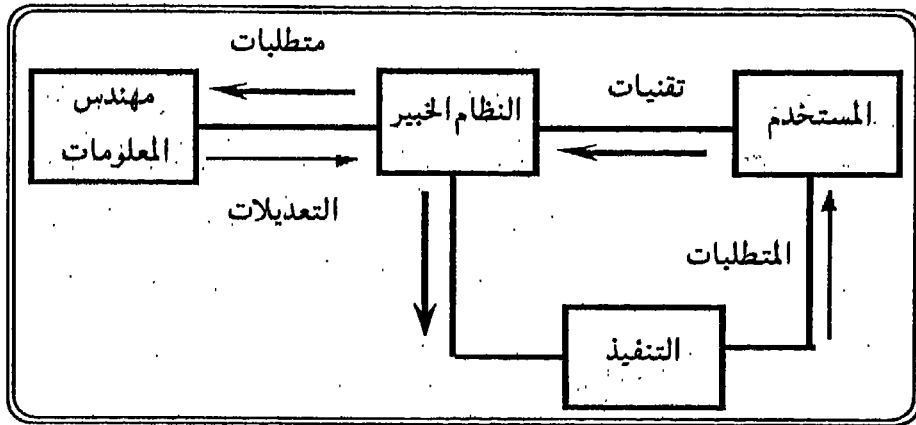 متطلبات
المستخدم
تقنيات
النظام الخبير
مهندس
المعلومات
التعديلات
المتطلبات
التنفيذ